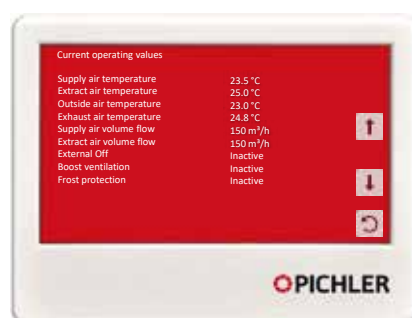 Current operating values
Supply air temperature 23.5 °C
Extract air temperature 25.0 °C
Outside air temperature 23.0 °C
Exhaust air temperature 24.8 °C
Supply air volume flow 150 m³/h
Extract air volume flow 150 m³/h
External Off Inactive
Boost ventilation Inactive
Frost protection Inactive
PICHLER